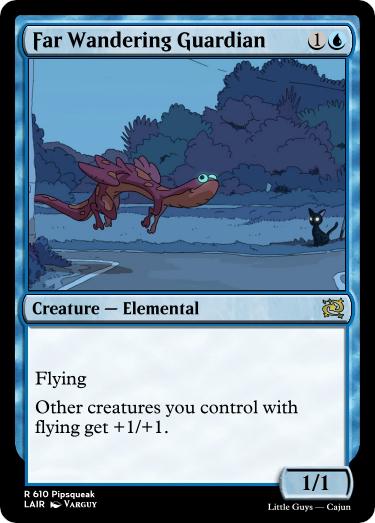 Far Wandering Guardian 1
Creature — Elemental
Flying
Other creatures you control with
flying get +1/+1.
1/1
R 610 Pipsqueak
LAIR VARGUY
Little Guys — Cajun